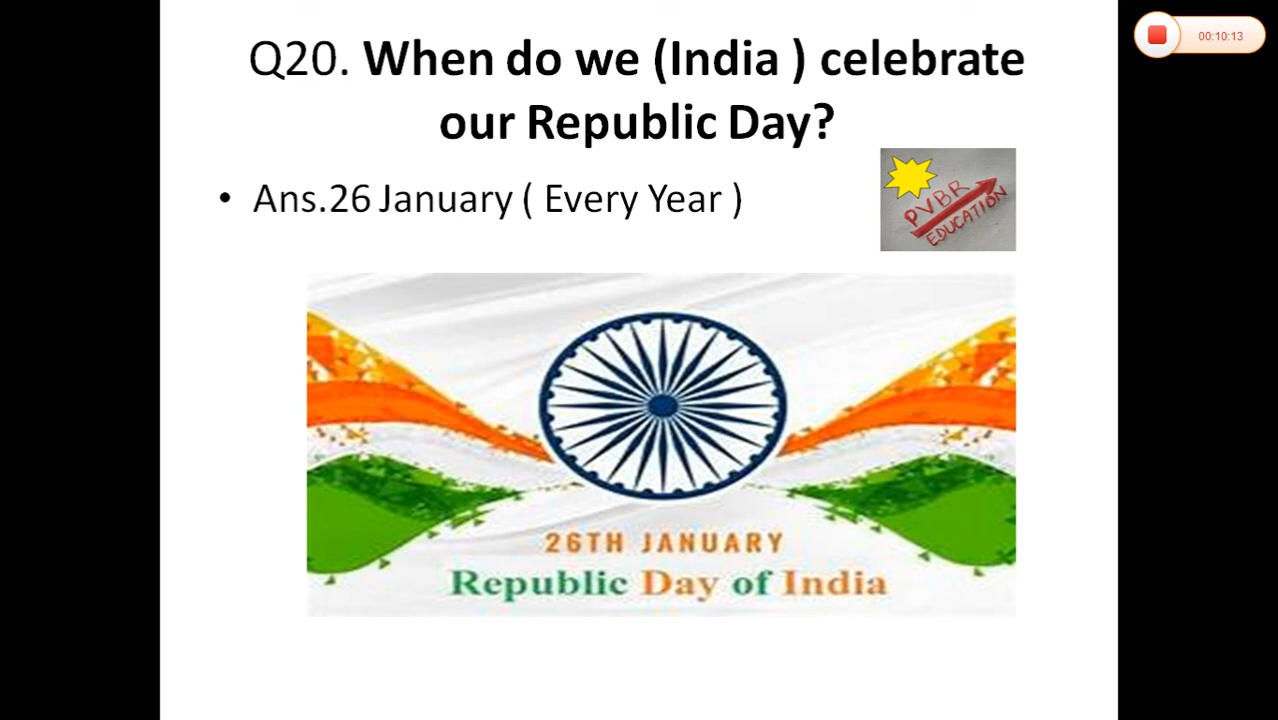 Q20. When do we (India ) celebrate
our Republic Day?
• Ans.26 January ( Every Year )
PVBR
EDUCATION
26TH JANUARY
Republic Day of India
00:10:13